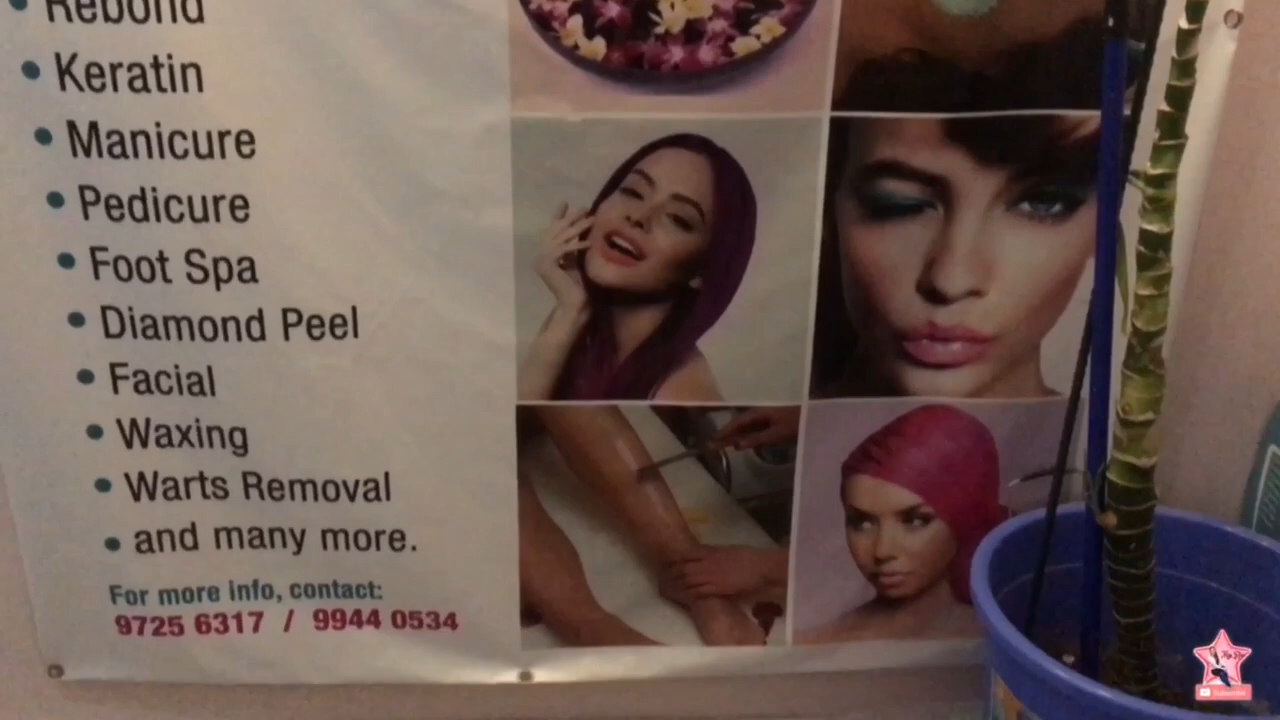 • Rebond
• Keratin
• Manicure
• Pedicure
• Foot Spa
• Diamond Peel
• Facial
• Waxing
• Warts Removal
• and many more.
For more info, contact:
9725 6317 / 9944 0534
Subscribe